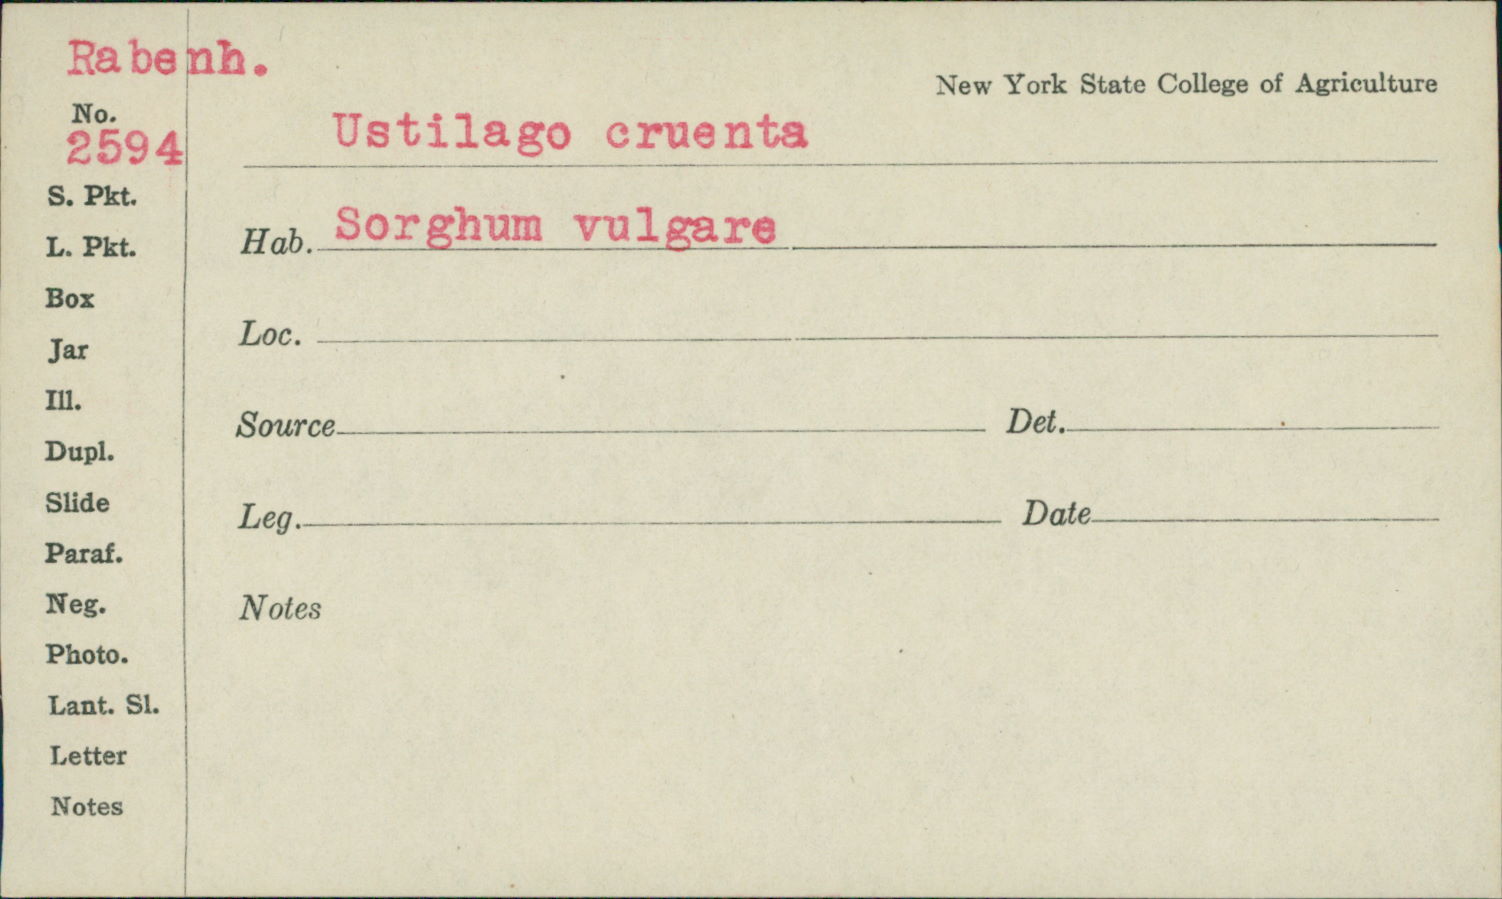 Rabenh.
New York State College of Agriculture
No.
2594
Ustilago cruenta
S. Pkt.
Hab. Sorghum vulgare
L. Pkt.
Box
Loc.
Jar
Ill.
Source Det.
Dupl.
Slide
Leg. Date
Paraf.
Neg.
Notes
Photo.
Lant. Sl.
Letter
Notes